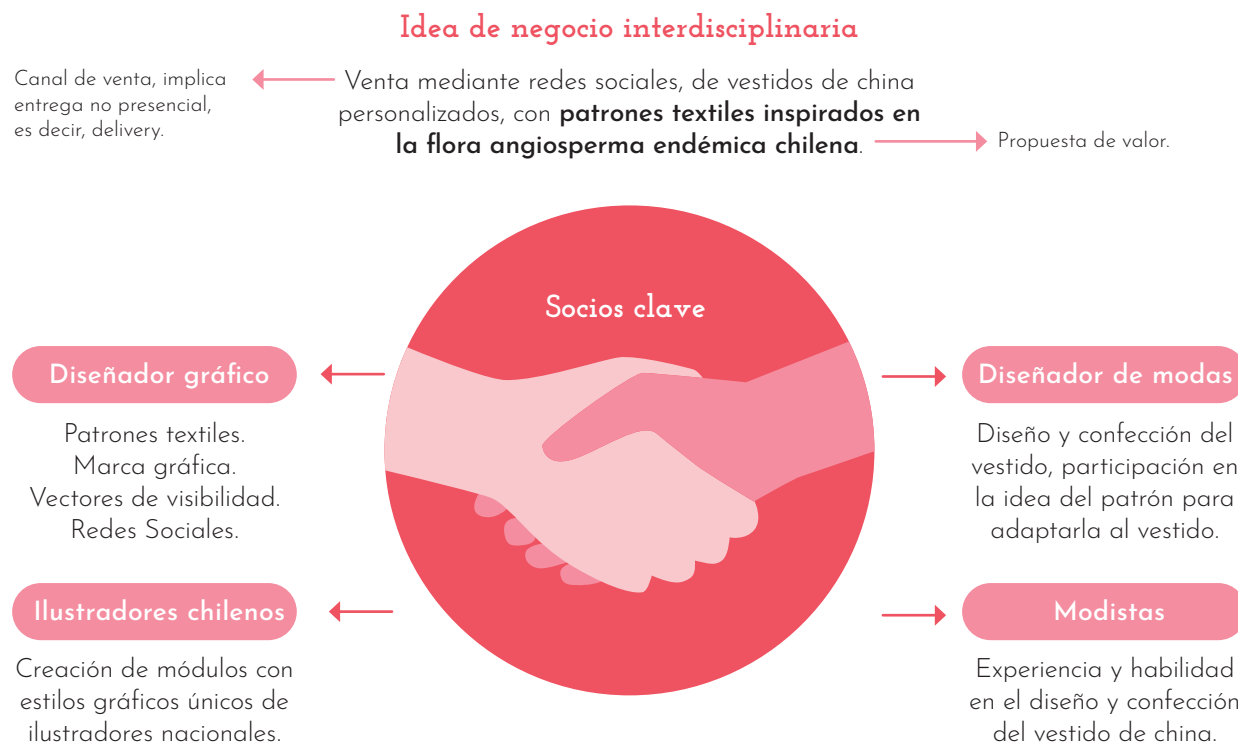 Idea de negocio interdisciplinaria
Canal de venta, implica
entrega no presencial,
es decir, delivery.
Venta mediante redes sociales, de vestidos de china
personalizados, con patrones textiles inspirados en
la flora angiosperma endémica chilena.
Propuesta de valor.
Socios clave
Diseñador gráfico
Patrones textiles.
Marca gráfica.
Vectores de visibilidad.
Redes Sociales.
Diseñador de modas
Diseño y confección del
vestido, participación en
la idea del patrón para
adaptarla al vestido.
Ilustradores chilenos
Creación de módulos con
estilos gráficos únicos de
ilustradores nacionales.
Modistas
Experiencia y habilidad
en el diseño y confección
del vestido de china.